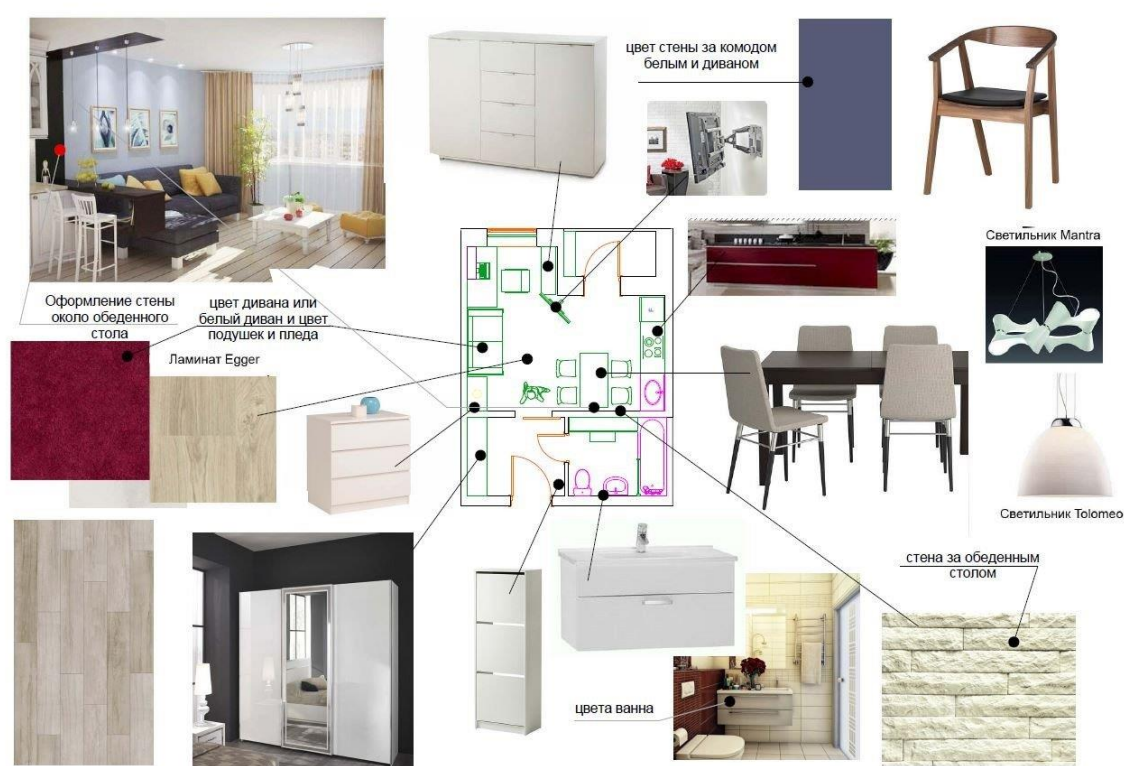 цвет стены за комодом
белым и диваном
Светильник Mantra
Оформление стены
около обеденного
стола
цвет дивана или
белый диван и цвет
подушек и пледа
Ламинат Egger
Светильник Tolomeo
стена за обеденным
столом
цвета ванна